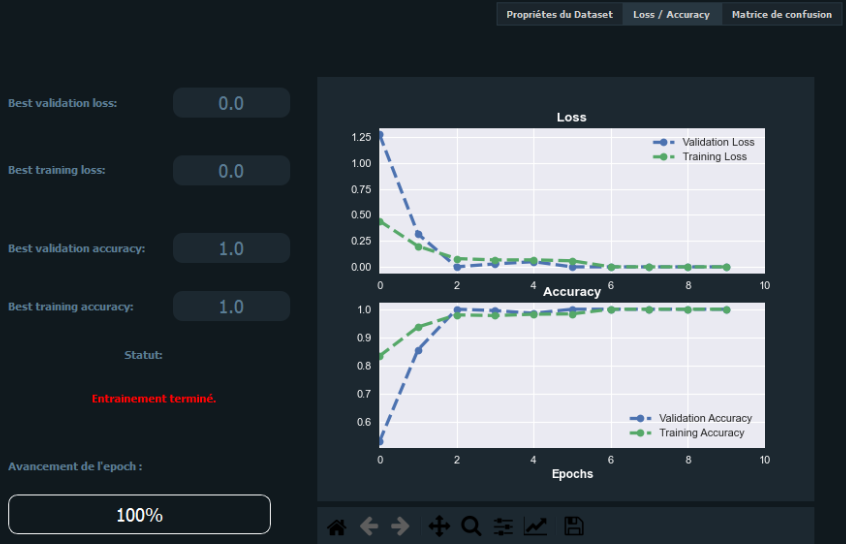 Propriétes du Dataset
Loss / Accuracy
Matrice de confusion
Best validation loss:
0.0
Best training loss:
0.0
Best validation accuracy:
1.0
Best training accuracy:
1.0
Statut:
Entrainement terminé.
Avancement de l'epoch :
100%
Loss
1.25
1.00
0.75
0.50
0.25
0.00
Validation Loss
Training Loss
0 2 4 6 8 10
Accuracy
1.0
0.9
0.8
0.7
0.6
Validation Accuracy
Training Accuracy
0 2 4 6 8 10
Epochs